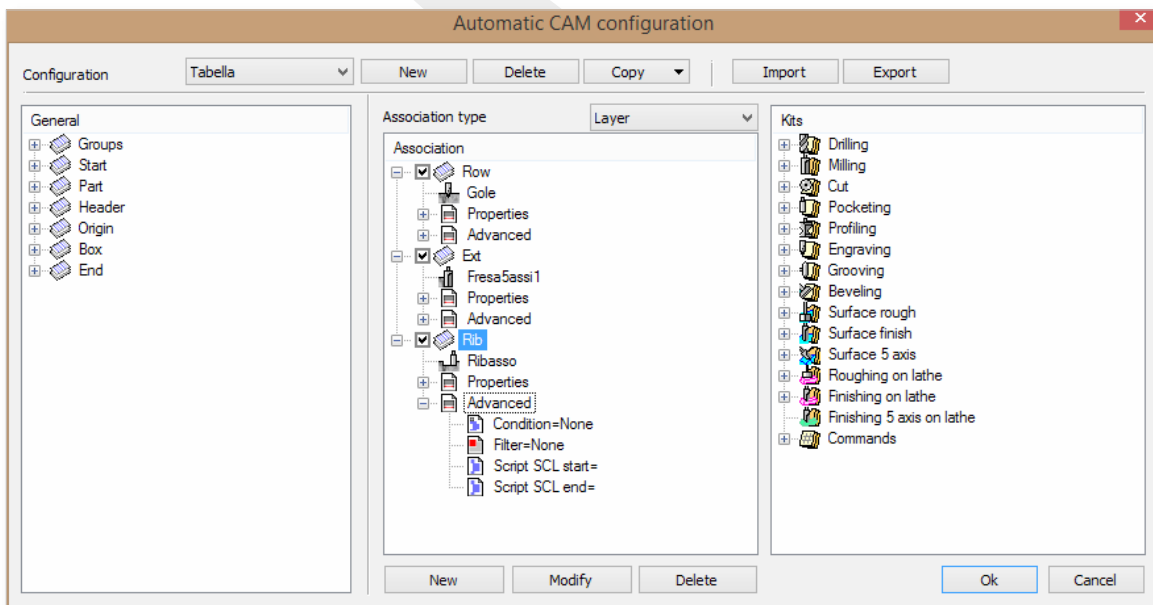 Automatic CAM configuration
Configuration
Tabella
New
Delete
Copy
Import
Export
General
Groups
Start
Part
Header
Origin
Box
End
Association type
Layer
Association
Row
Gole
Properties
Advanced
Ext
Fresa5assi1
Properties
Advanced
Rib
Ribasso
Properties
Advanced
Condition=None
Filter=None
Script SCL start=
Script SCL end=
New
Modify
Delete
Kits
Drilling
Milling
Cut
Pocketing
Profiling
Engraving
Grooving
Beveling
Surface rough
Surface finish
Surface 5 axis
Roughing on lathe
Finishing on lathe
Finishing 5 axis on lathe
Commands
Ok
Cancel